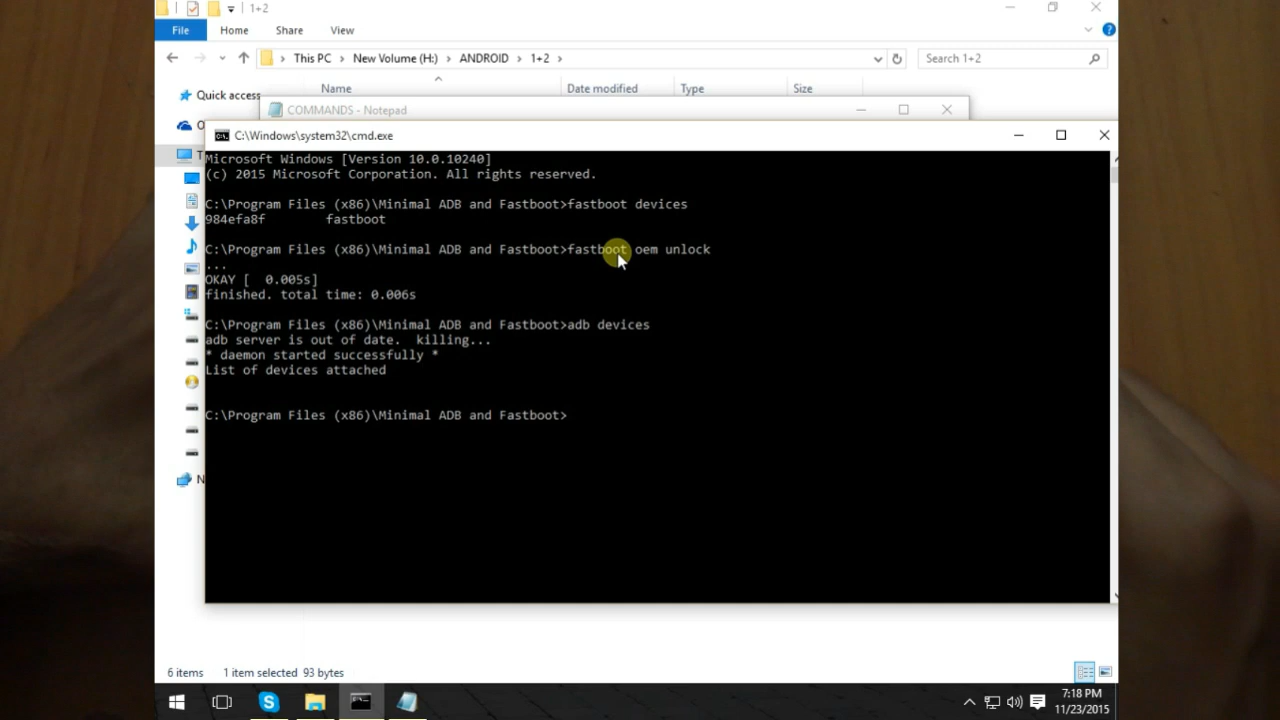 1+2
File Home Share View
This PC New Volume (H:) ANDROID 1+2 Search 1+2
Name Date modified Type Size
Quick access
COMMANDS - Notepad
C:\Windows\system32\cmd.exe
Microsoft Windows [Version 10.0.10240]
(c) 2015 Microsoft Corporation. All rights reserved.
C:\Program Files (x86)\Minimal ADB and Fastboot>fastboot devices
984efa8f fastboot
C:\Program Files (x86)\Minimal ADB and Fastboot>fastboot oem unlock
...
OKAY [ 0.005s]
finished. total time: 0.006s
C:\Program Files (x86)\Minimal ADB and Fastboot>adb devices
adb server is out of date. killing...
* daemon started successfully *
List of devices attached
C:\Program Files (x86)\Minimal ADB and Fastboot>
6 items 1 item selected 93 bytes
7:18 PM
11/23/2015